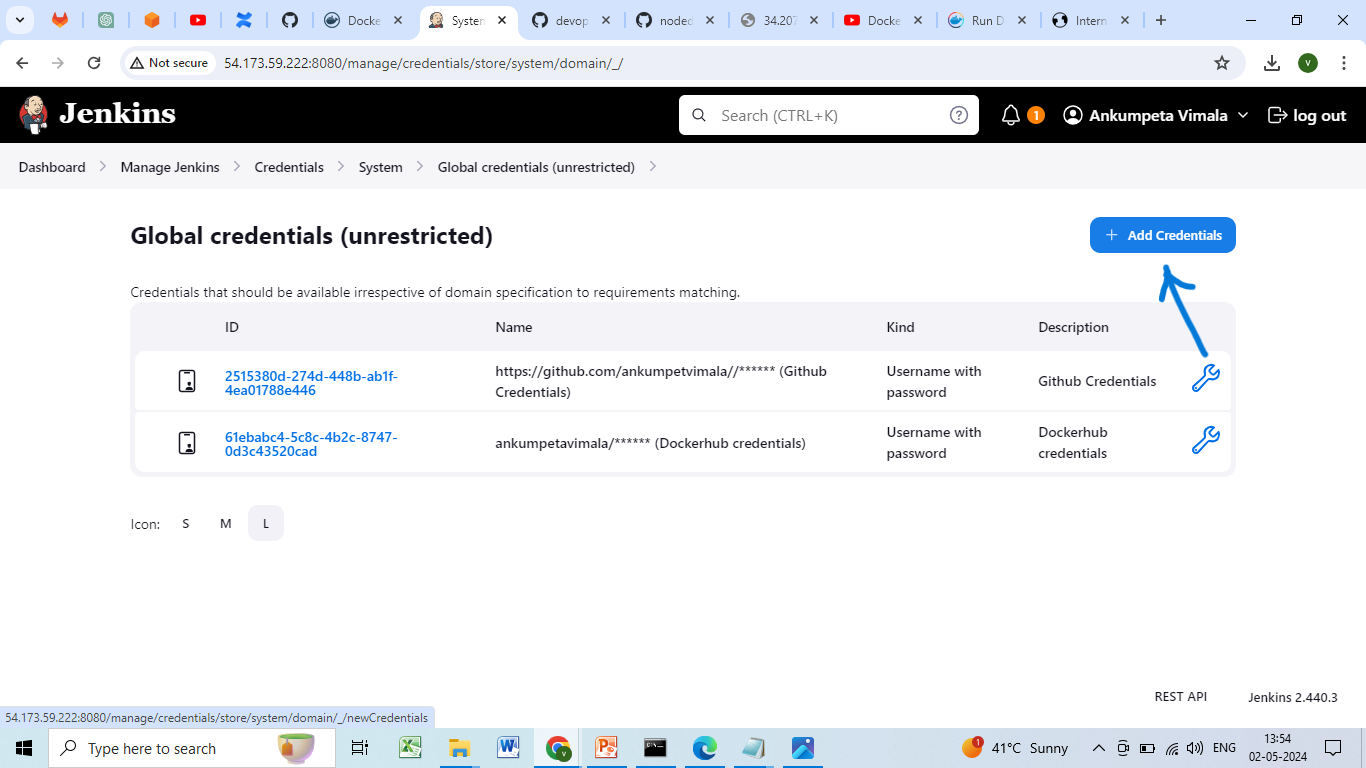 Docke
System
devop
noded
34.207
Docke
Run D
Intern
Not secure
54.173.59.222:8080/manage/credentials/store/system/domain/_/
V
Jenkins
Search (CTRL+K)
1
Ankumpeta Vimala
log out
Dashboard
Manage Jenkins
Credentials
System
Global credentials (unrestricted)
Global credentials (unrestricted)
+ Add Credentials
Credentials that should be available irrespective of domain specification to requirements matching.
ID Name Kind Description
2515380d-274d-448b-ab1f-
4ea01788e446
https://github.com/ankumpetvimala//****** (Github
Credentials)
Username with
password
Github Credentials
61ebabc4-5c8c-4b2c-8747-
0d3c43520cad
ankumpetavimala/****** (Dockerhub credentials)
Username with
password
Dockerhub
credentials
Icon: S M L
REST API
Jenkins 2.440.3
54.173.59.222:8080/manage/credentials/store/system/domain/_/newCredentials
Type here to search
1
41°C Sunny
ENG
13:54
02-05-2024